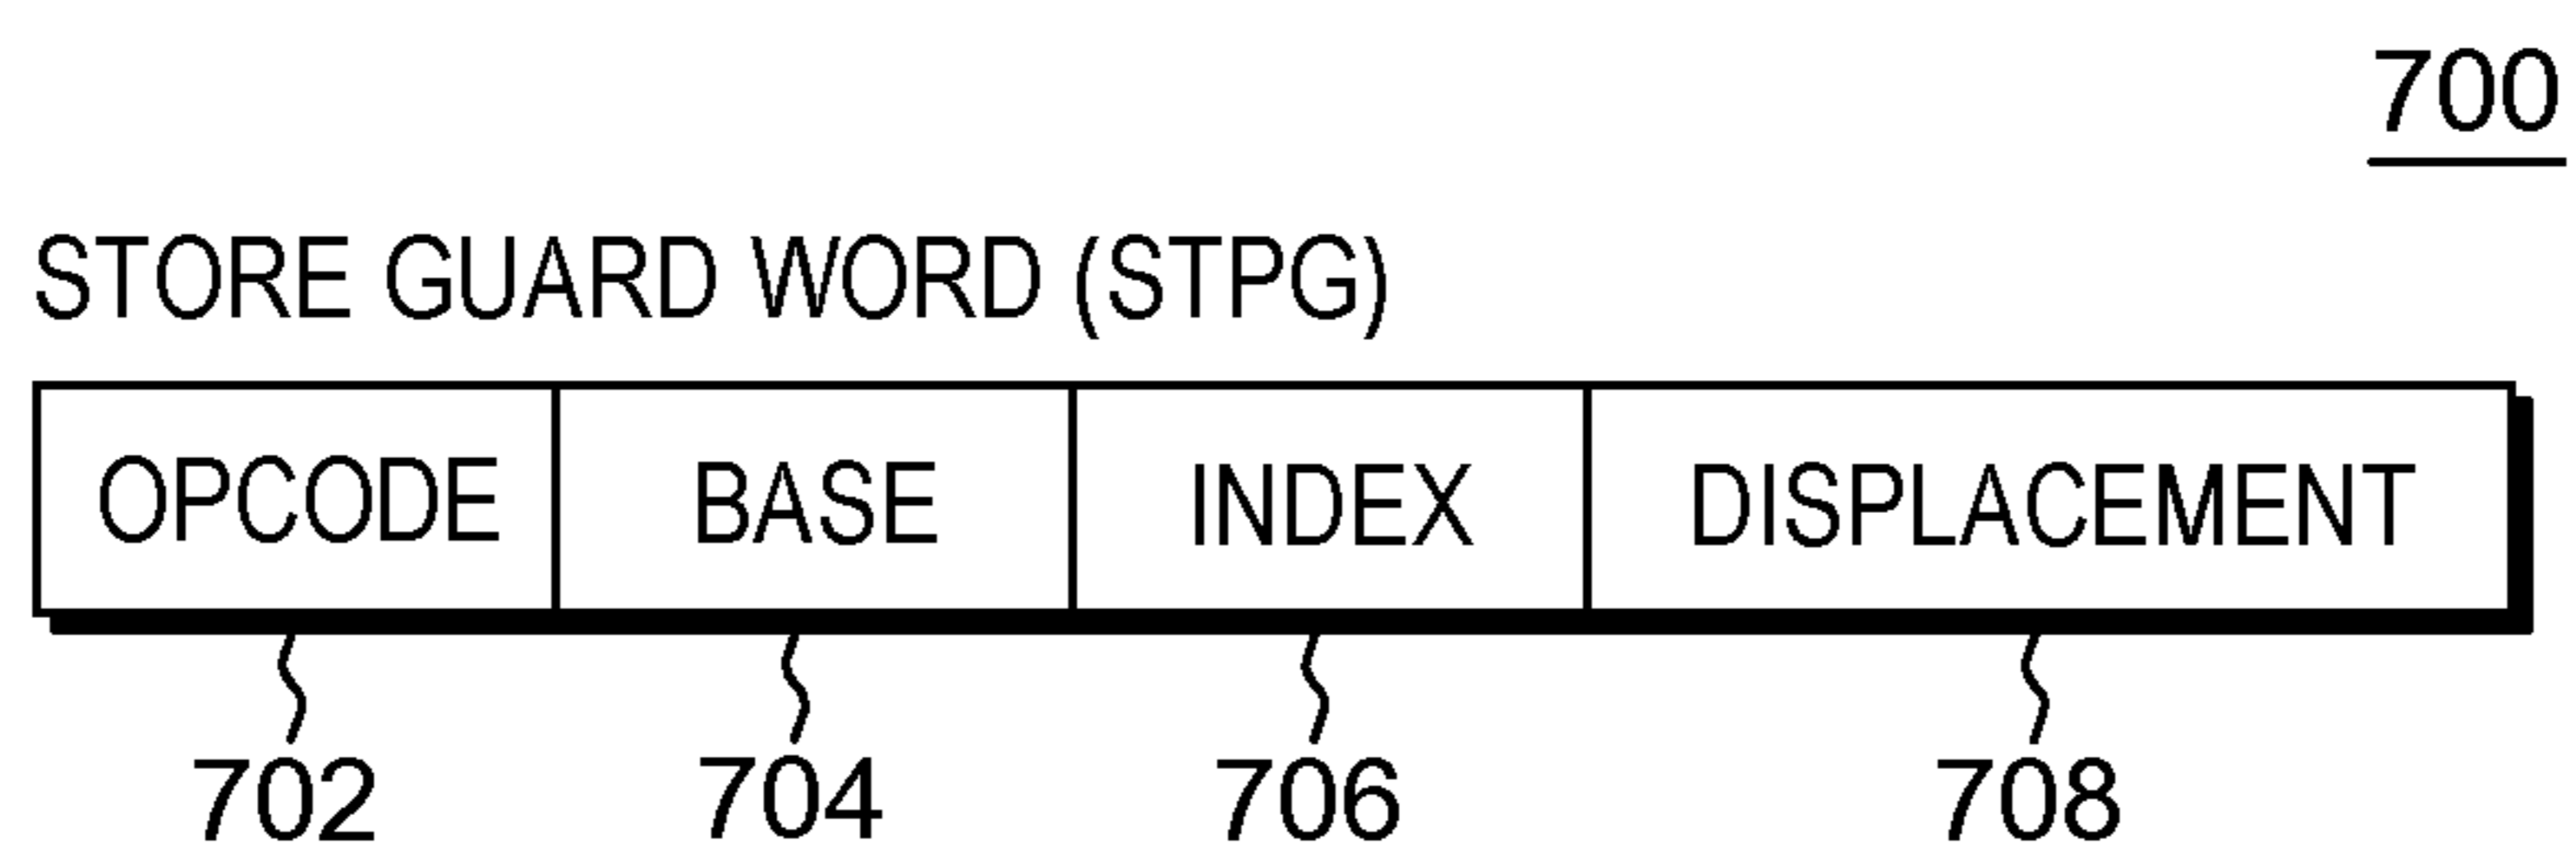 700
STORE GUARD WORD (STPG)
OPCODE BASE INDEX DISPLACEMENT
702 704 706 708